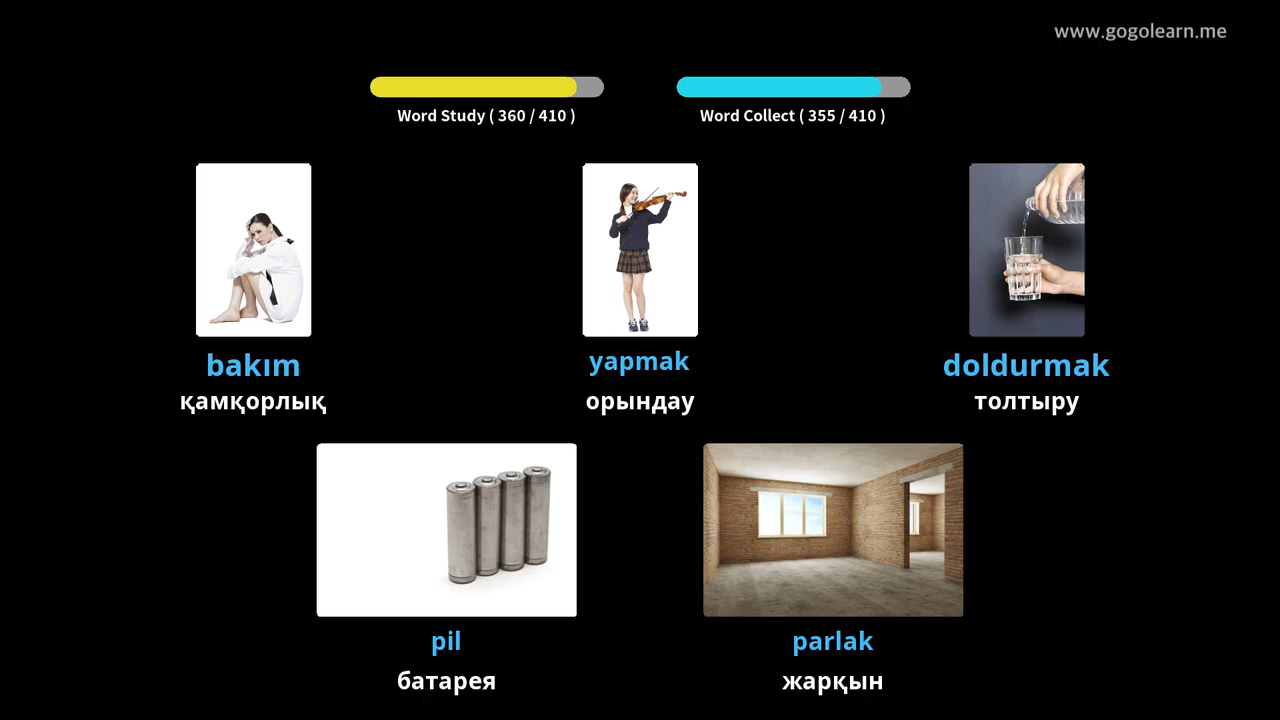 www.gogolearn.me
Word Study ( 360 / 410 )
Word Collect ( 355 / 410 )
bakım
yapmak
doldurmak
қамқорлық
орындау
толтыру
pil
parlak
батарея
жарқын